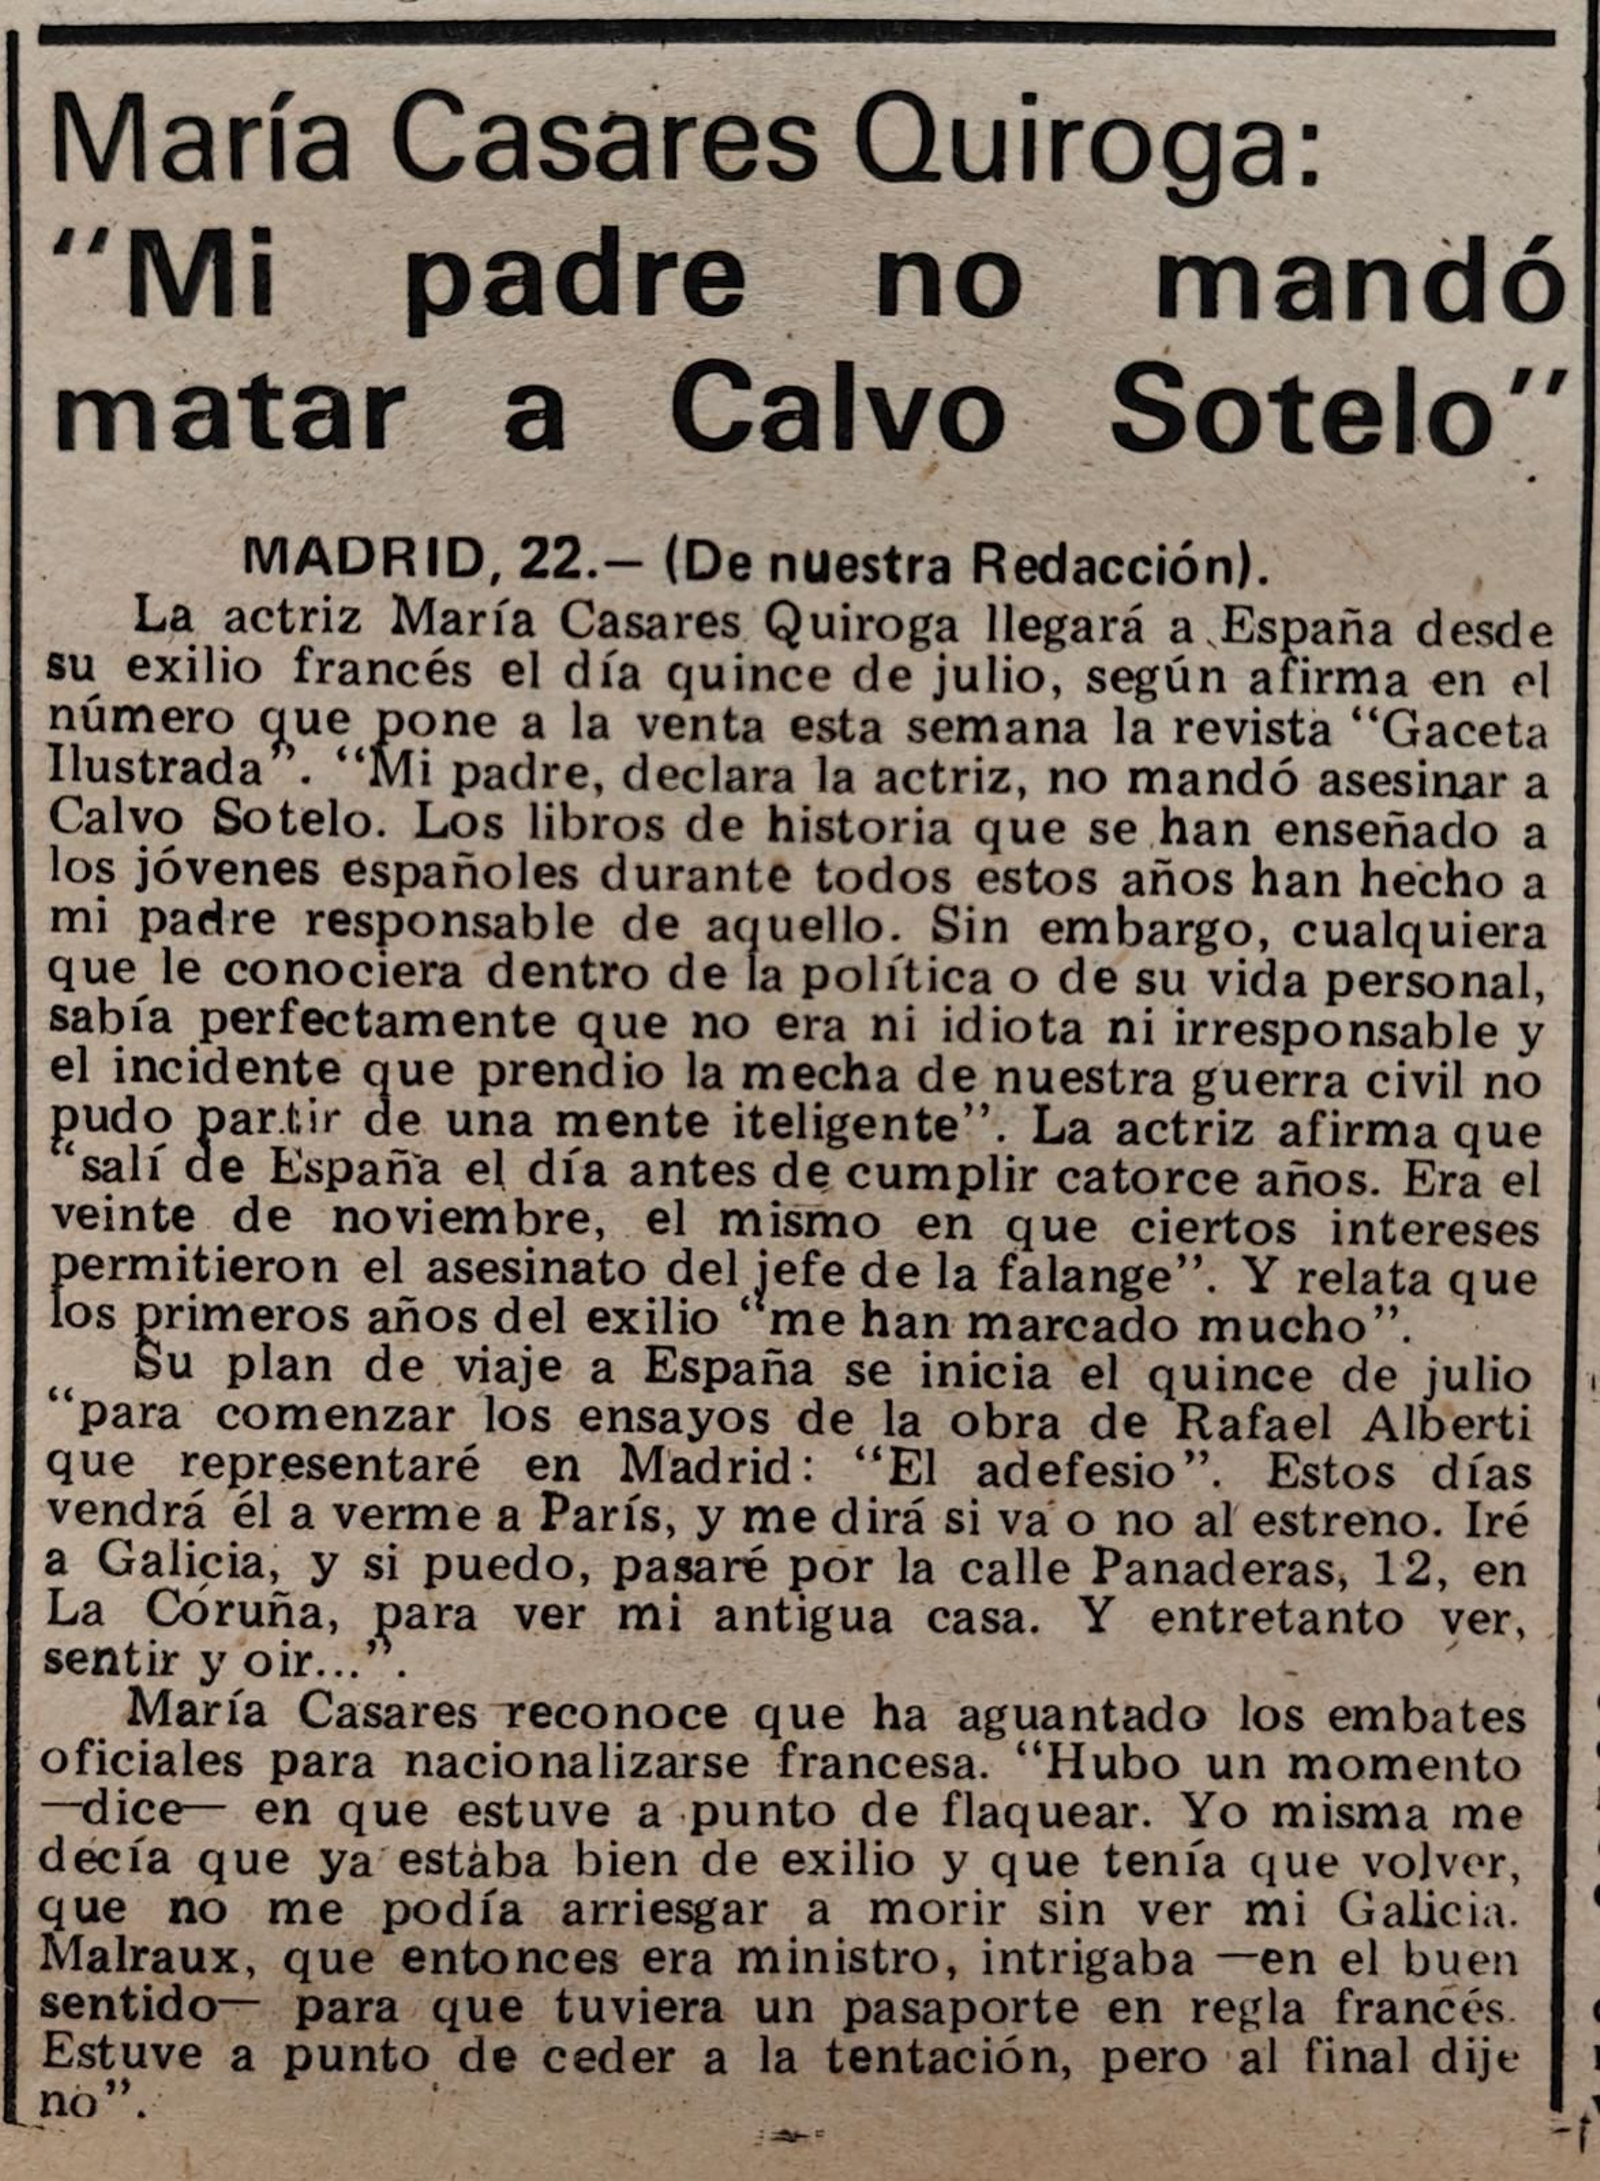 María Casares Quiroga:
“Mi padre no mandó
matar a Calvo Sotelo”
MADRID, 22.— (De nuestra Redacción).
La actriz María Casares Quiroga llegará a España desde
su exilio francés el día quince de julio, según afirma en el
número que pone a la venta esta semana la revista “Gaceta
Ilustrada”. “Mi padre, declara la actriz, no mandó asesinar a
Calvo Sotelo. Los libros de historia que se han enseñado a
los jóvenes españoles durante todos estos años han hecho a
mi padre responsable de aquello. Sin embargo, cualquiera
que le conociera dentro de la política o de su vida personal,
sabía perfectamente que no era ni idiota ni irresponsable y
el incidente que prendio la mecha de nuestra guerra civil no
pudo partir de una mente iteligente”. La actriz afirma que
“salí de España el día antes de cumplir catorce años. Era el
veinte de noviembre, el mismo en que ciertos intereses
permitieron el asesinato del jefe de la falange”. Y relata que
los primeros años del exilio “me han marcado mucho”.
Su plan de viaje a España se inicia el quince de julio
“para comenzar los ensayos de la obra de Rafael Alberti
que representaré en Madrid: “El adefesio”. Estos días
vendrá él a verme a París, y me dirá si va o no al estreno. Iré
a Galicia, y si puedo, pasaré por la calle Panaderas, 12, en
La Coruña, para ver mi antigua casa. Y entretanto ver,
sentir y oir...”.
María Casares reconoce que ha aguantado los embates
oficiales para nacionalizarse francesa. “Hubo un momento
—dice— en que estuve a punto de flaquear. Yo misma me
decía que ya estaba bien de exilio y que tenía que volver,
que no me podía arriesgar a morir sin ver mi Galicia.
Malraux, que entonces era ministro, intrigaba —en el buen
sentido— para que tuviera un pasaporte en regla francés.
Estuve a punto de ceder a la tentación, pero al final dije
no”.